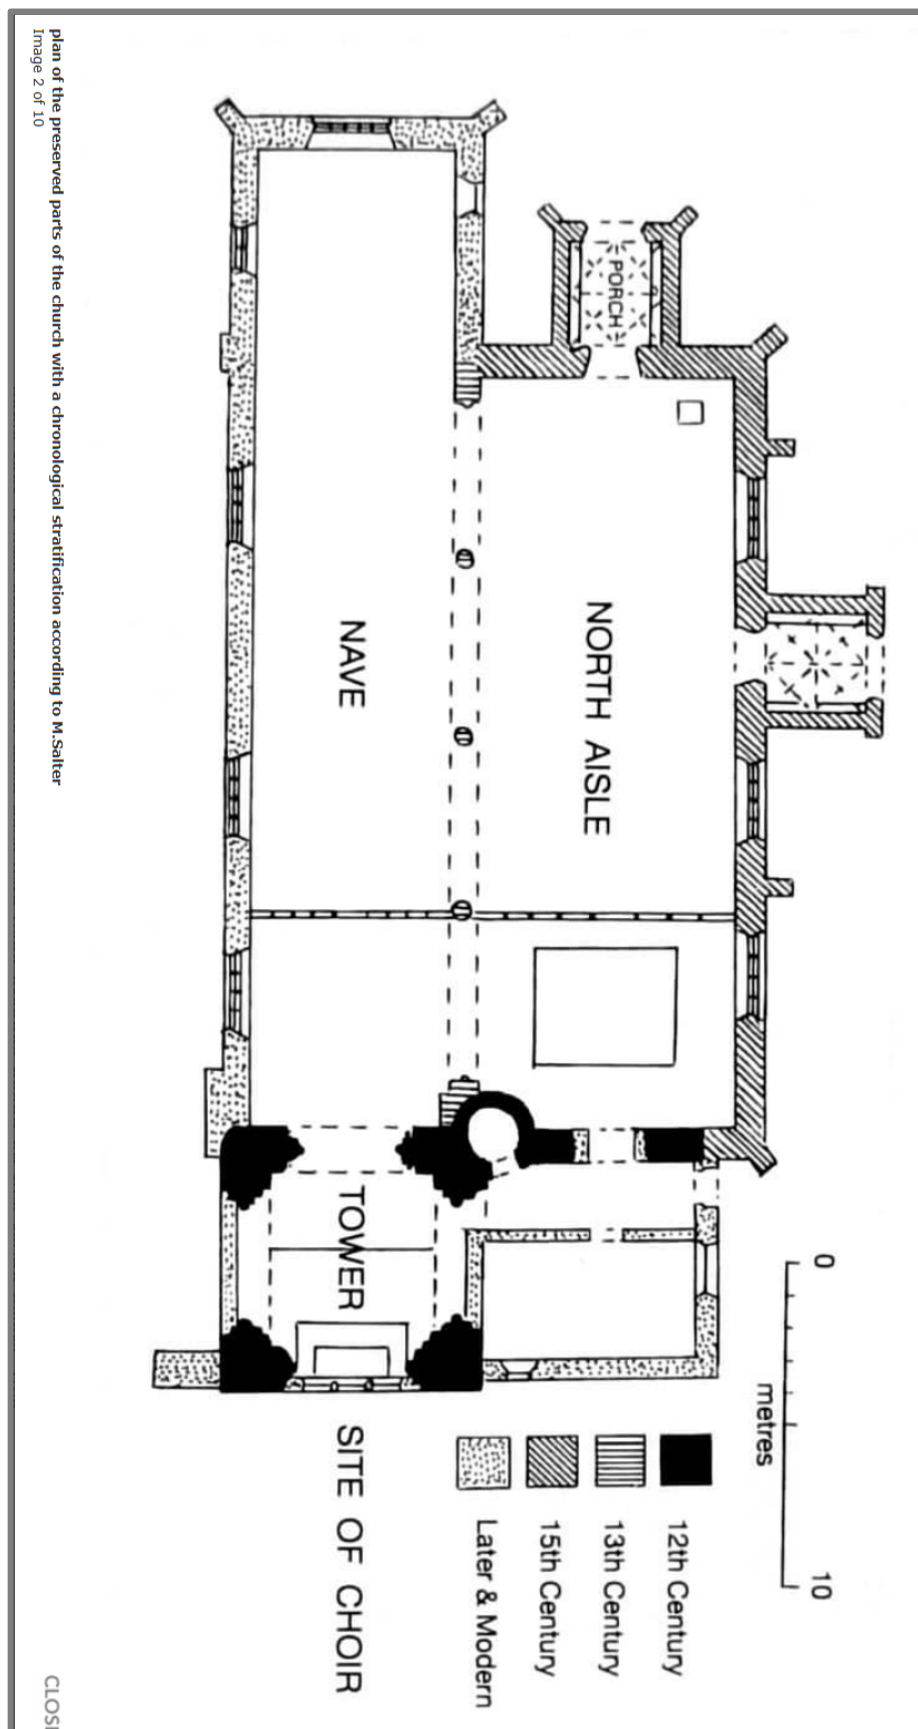 PORCH
NORTH AISLE
NAVE
TOWER
SITE OF CHOIR
0
10
metres
12th Century
13th Century
15th Century
Later & Modern
plan of the preserved parts of the church with a chronological stratification according to M.Salter
Image 2 of 10